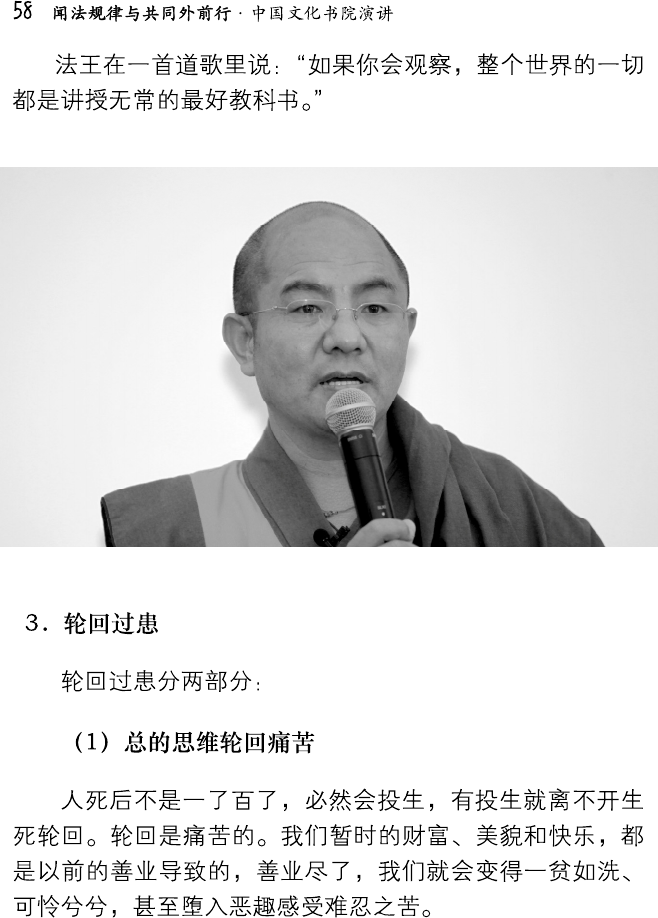 58 闻法规律与共同外前行·中国文化书院演讲
法王在一首道歌里说：“如果你会观察，整个世界的一切
都是讲授无常的最好教科书。”
3．轮回过患
轮回过患分两部分：
（1）总的思维轮回痛苦
人死后不是一了百了，必然会投生，有投生就离不开生
死轮回。轮回是痛苦的。我们暂时的财富、美貌和快乐，都
是以前的善业导致的，善业尽了，我们就会变得一贫如洗、
可怜兮兮，甚至堕入恶趣感受难忍之苦。